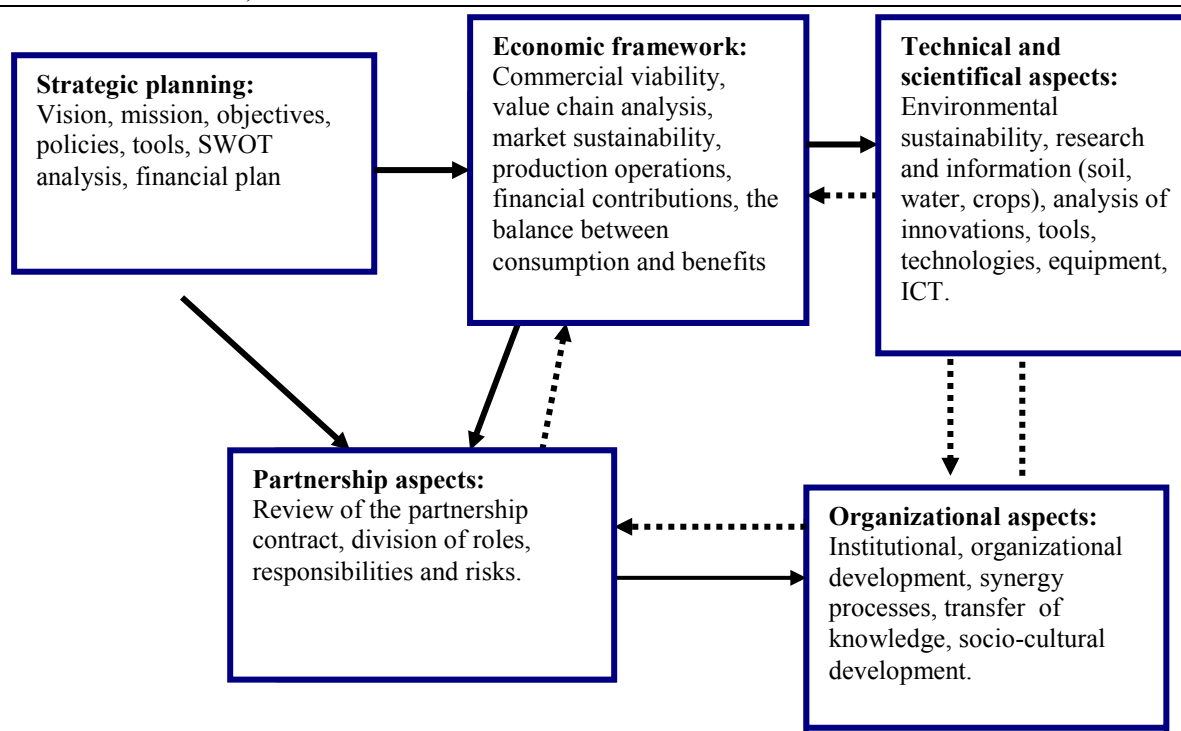 Strategic planning:
Vision, mission, objectives,
policies, tools, SWOT
analysis, financial plan
Economic framework:
Commercial viability,
value chain analysis,
market sustainability,
production operations,
financial contributions, the
balance between
consumption and benefits
Technical and
scientifical aspects:
Environmental
sustainability, research
and information (soil,
water, crops), analysis of
innovations, tools,
technologies, equipment,
ICT.
Partnership aspects:
Review of the partnership
contract, division of roles,
responsibilities and risks.
Organizational aspects:
Institutional, organizational
development, synergy
processes, transfer of
knowledge, socio-cultural
development.